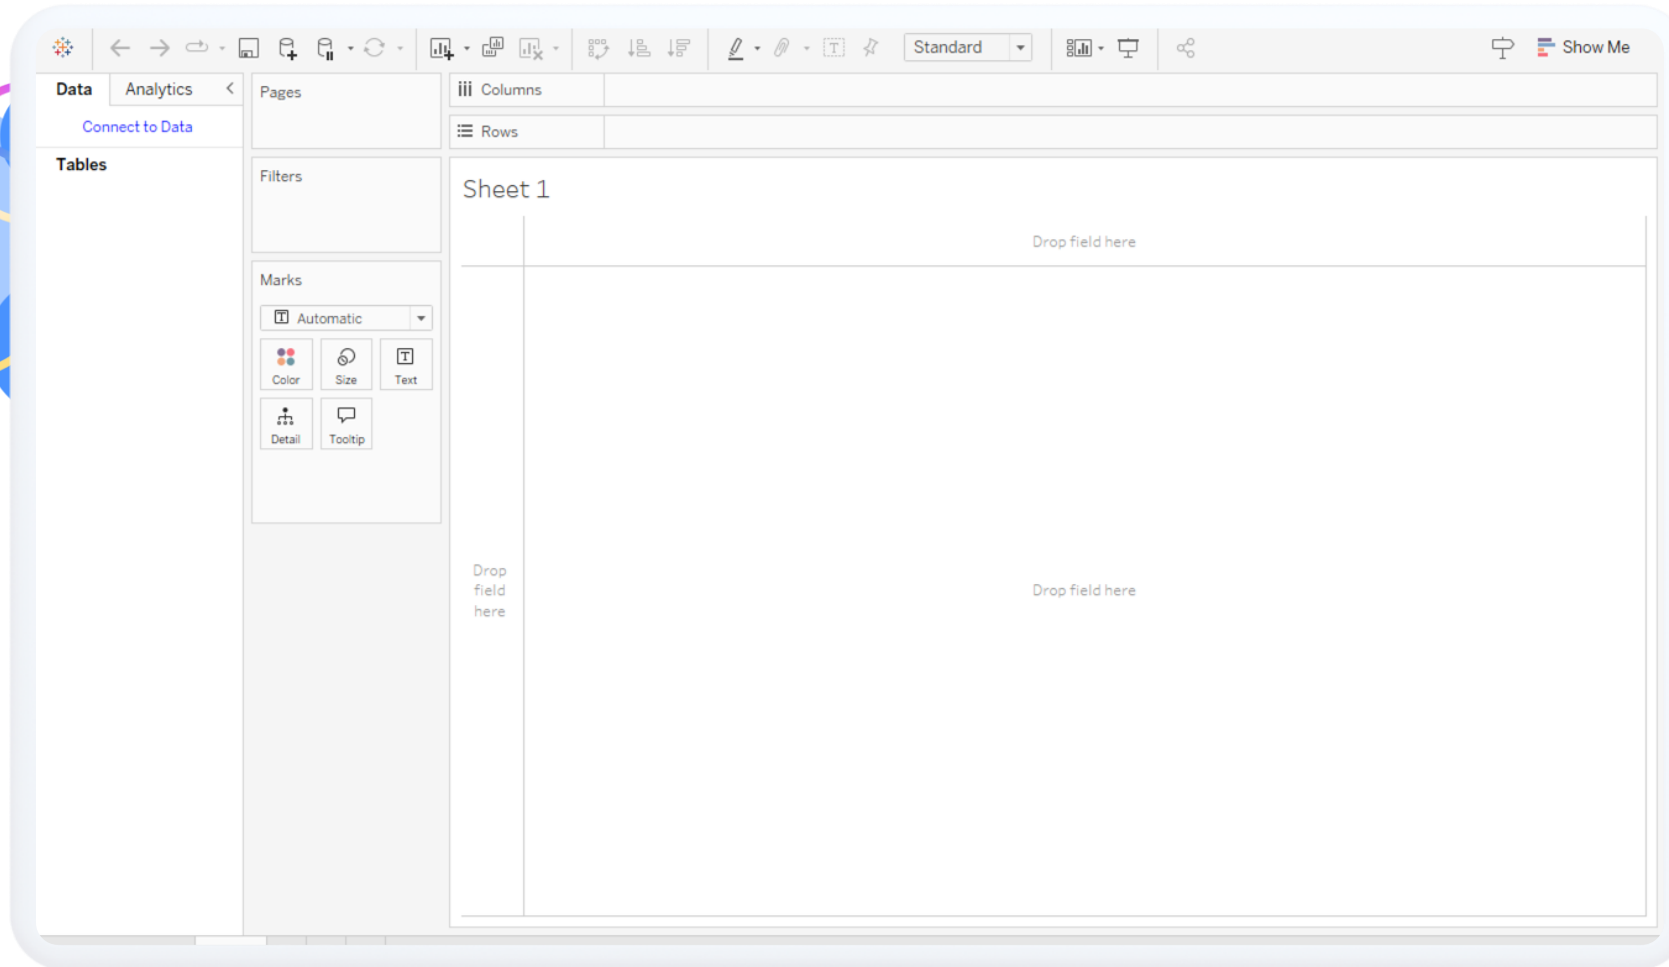 Standard
Show Me
Data
Analytics
Connect to Data
Tables
Pages
Filters
Marks
Automatic
Color
Size
Text
Detail
Tooltip
Columns
Rows
Sheet 1
Drop field here
Drop
field
here
Drop field here